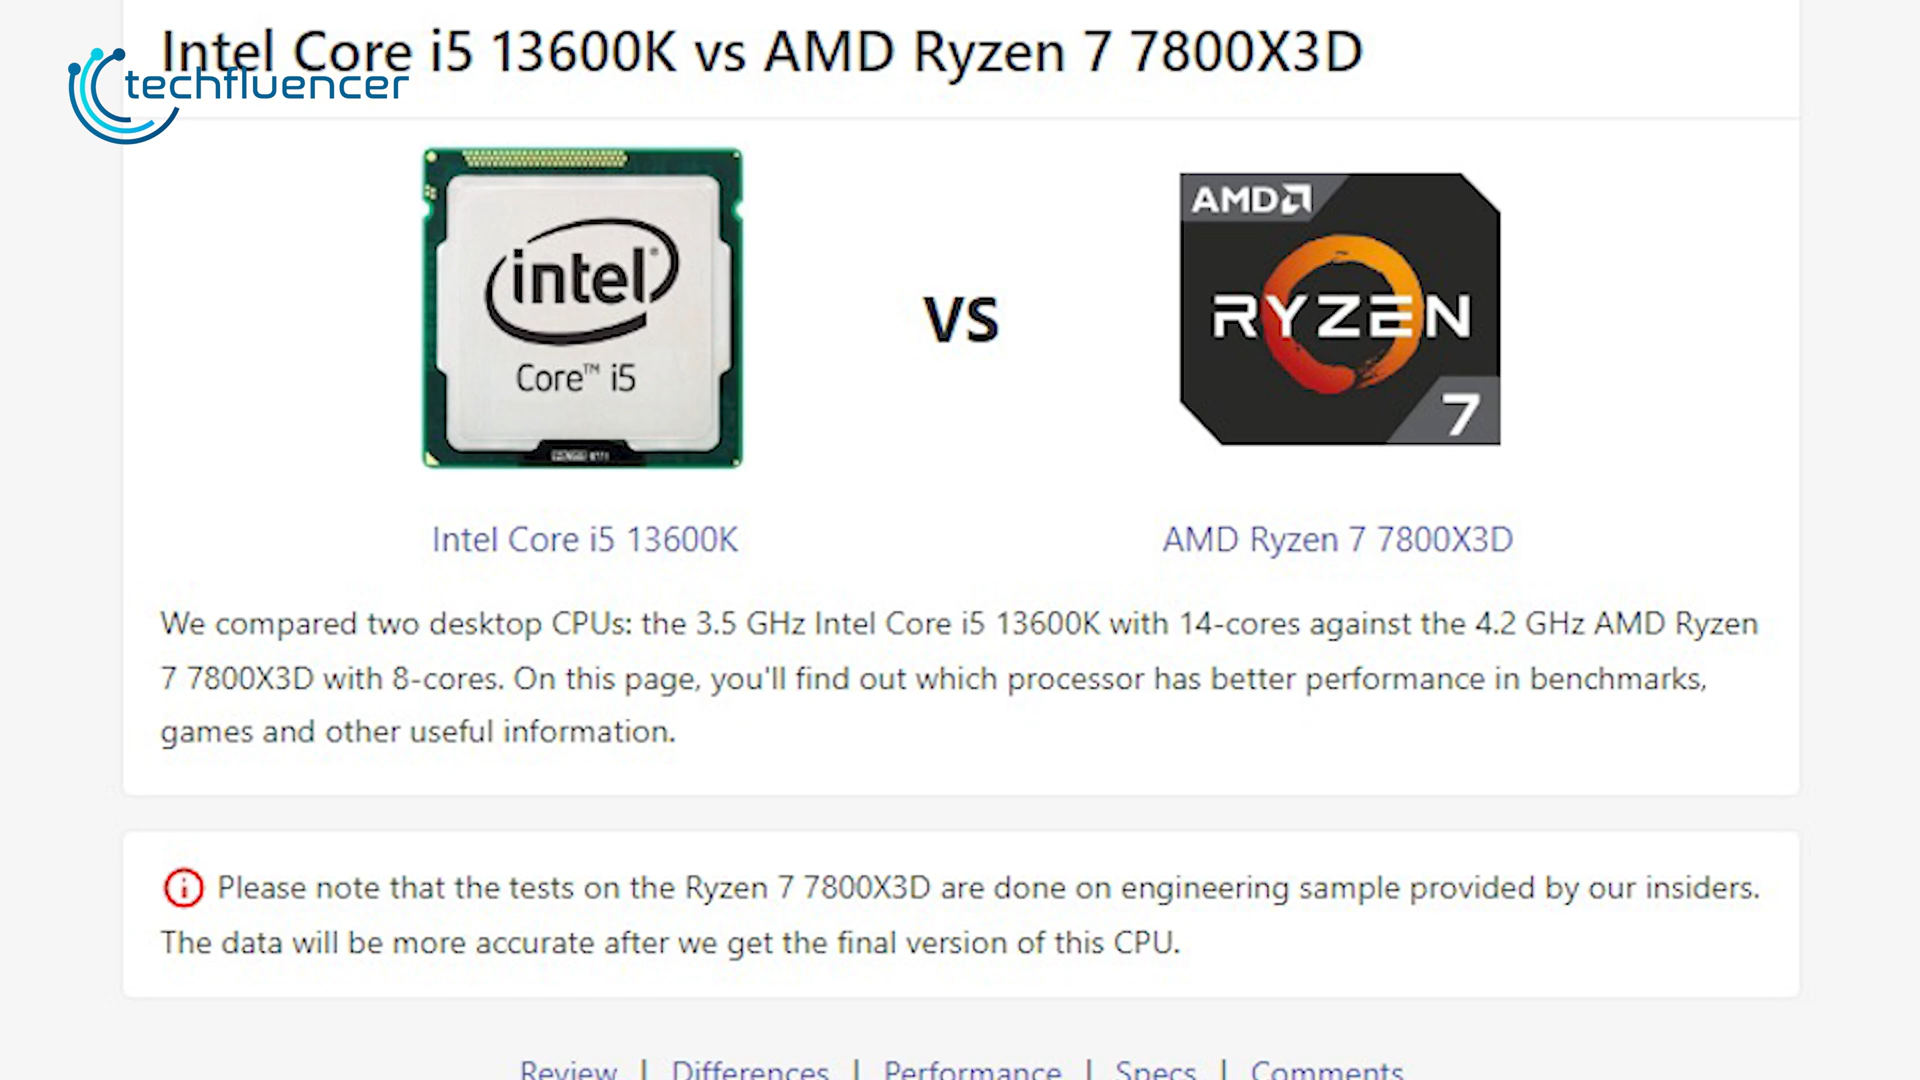 Intel Core i5 13600K vs AMD Ryzen 7 7800X3D
techfluencer
intel®
Core™ i5
VS
AMD
RYZEN
7
Intel Core i5 13600K
AMD Ryzen 7 7800X3D
We compared two desktop CPUs: the 3.5 GHz Intel Core i5 13600K with 14-cores against the 4.2 GHz AMD Ryzen
7 7800X3D with 8-cores. On this page, you'll find out which processor has better performance in benchmarks,
games and other useful information.
Please note that the tests on the Ryzen 7 7800X3D are done on engineering sample provided by our insiders.
The data will be more accurate after we get the final version of this CPU.
Review | Differences | Performance | Specs | Comments